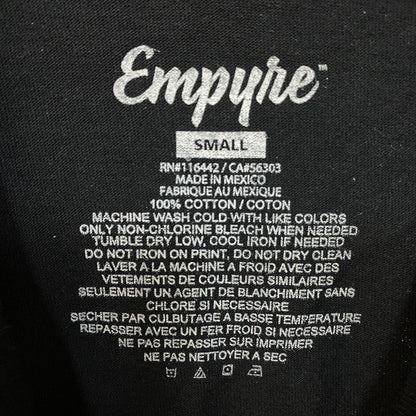 Empyre™
SMALL
RN#116442 / CA#56303
MADE IN MEXICO
FABRIQUE AU MEXIQUE
100% COTTON / COTON
MACHINE WASH COLD WITH LIKE COLORS
ONLY NON-CHLORINE BLEACH WHEN NEEDED
TUMBLE DRY LOW, COOL IRON IF NEEDED
DO NOT IRON ON PRINT, DO NOT DRY CLEAN
LAVER A LA MACHINE A FROID AVEC DES
VETEMENTS DE COULEURS SIMILAIRES
SEULEMENT UN AGENT DE BLANCHIMENT SANS
CHLORE SI NECESSAIRE
SECHER PAR CULBUTAGE A BASSE TEMPERATURE
REPASSER AVEC UN FER FROID SI NECESSAIRE
NE PAS REPASSER SUR IMPRIMER
NE PAS NETTOYER A SEC